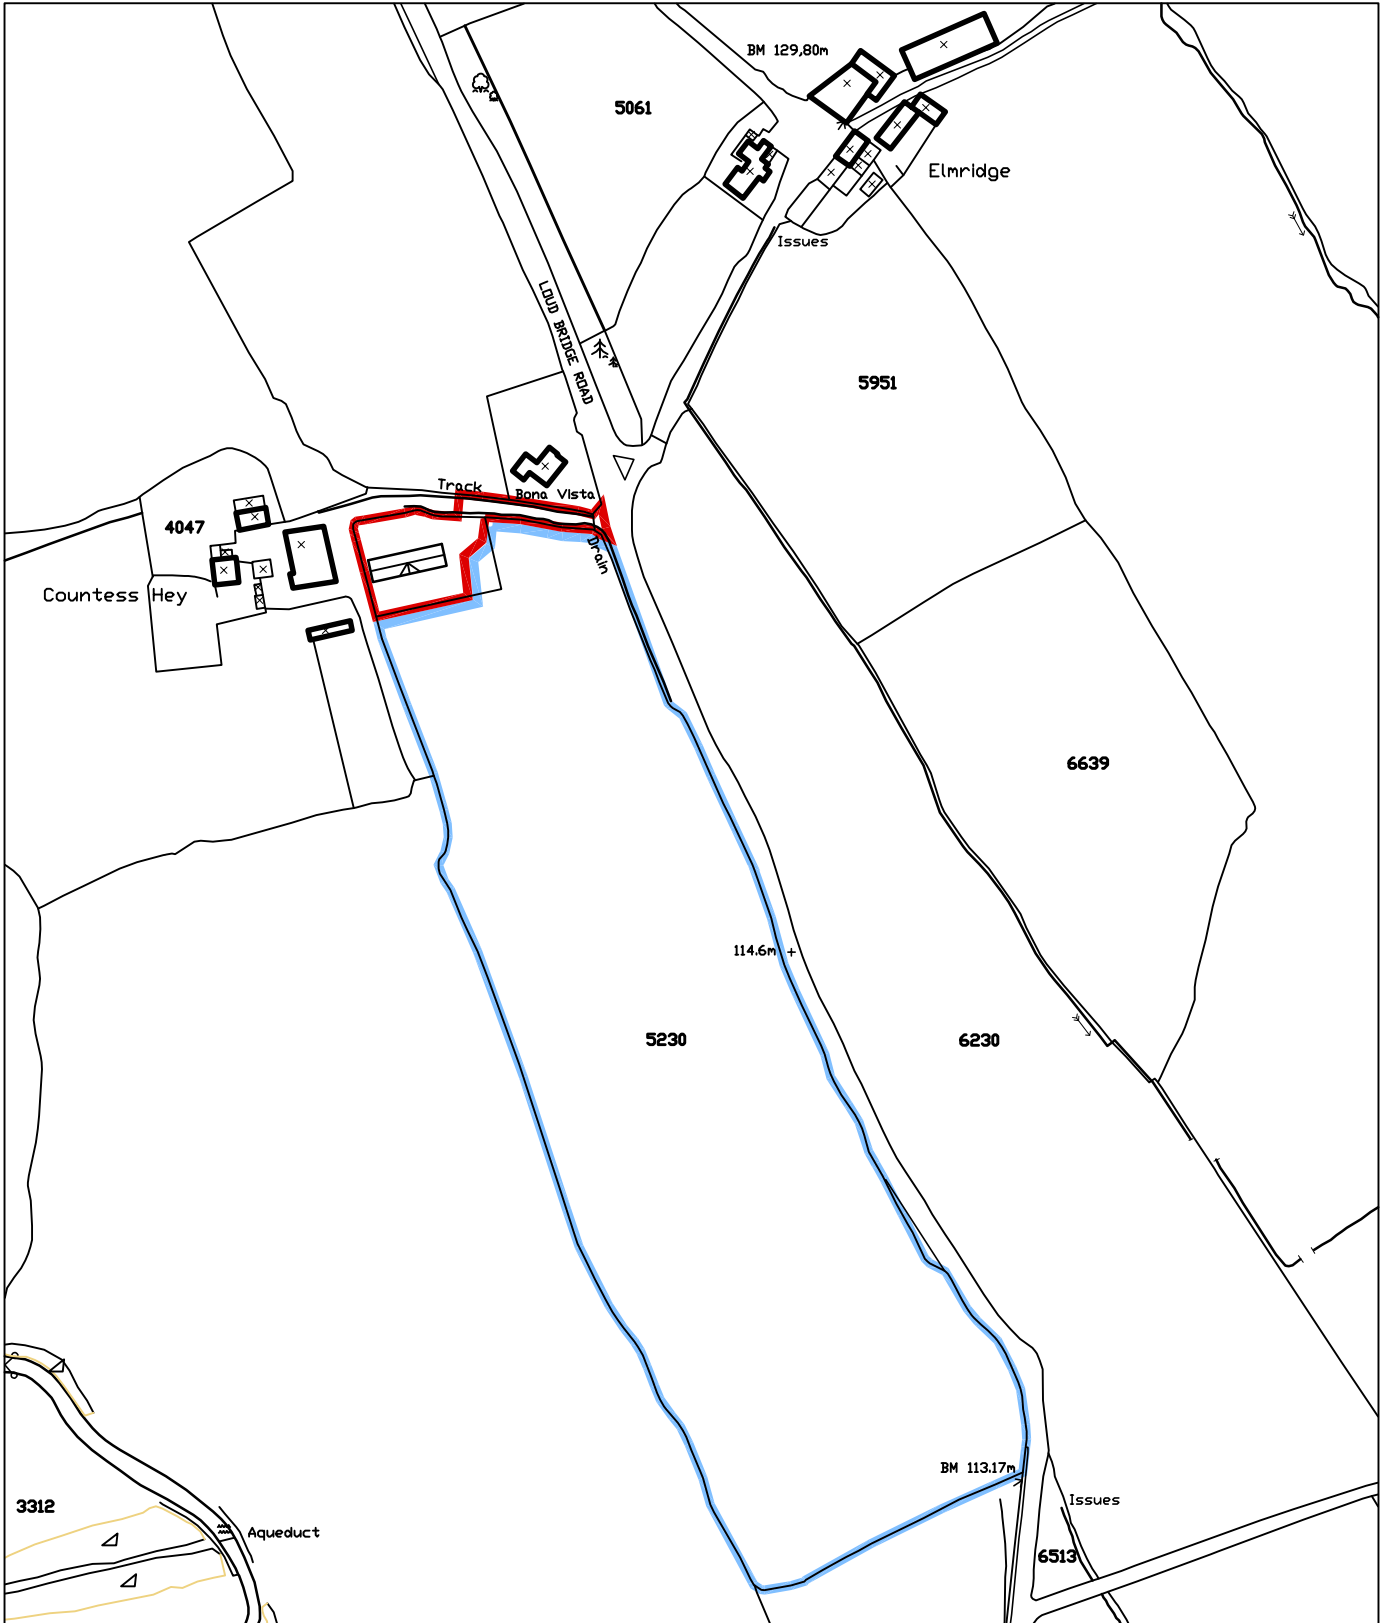 BM 129,80m
5061
Elmridge
Issues
LOUD BRIDGE ROAD
5951
Track
Bona Vista
4047
Drain
Countess Hey
6639
114.6m
5230
6230
BM 113.17m
Issues
3312
Aqueduct
6513